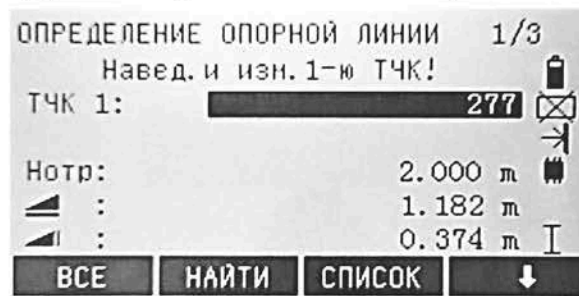 ОПРЕДЕЛЕНИЕ ОПОРНОЙ ЛИНИИ 1/3
Навед.и изн.1-ю ТЧК!
ТЧК 1: 277
Нотр: 2.000 m
: 1.182 m
: 0.374 m
ВСЕ НАЙТИ СПИСОК